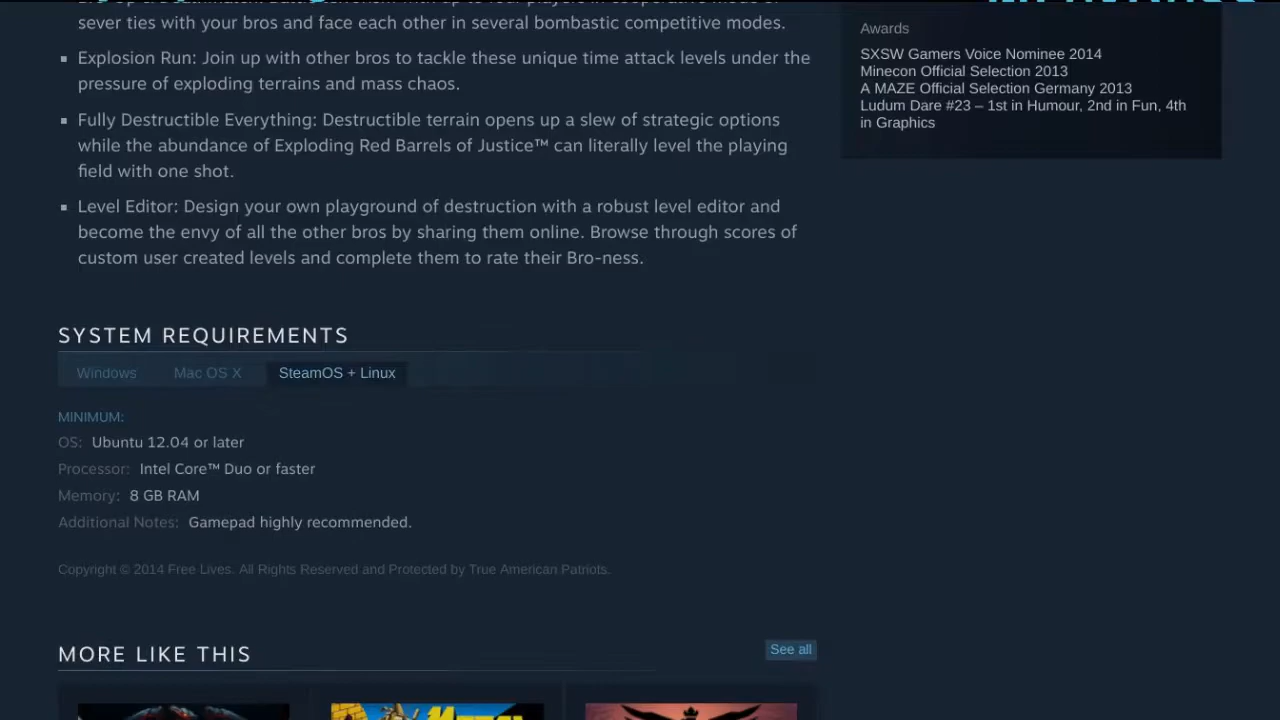 sever ties with your bros and face each other in several bombastic competitive modes.
Explosion Run: Join up with other bros to tackle these unique time attack levels under the
pressure of exploding terrains and mass chaos.
Fully Destructible Everything: Destructible terrain opens up a slew of strategic options
while the abundance of Exploding Red Barrels of Justice™ can literally level the playing
field with one shot.
Level Editor: Design your own playground of destruction with a robust level editor and
become the envy of all the other bros by sharing them online. Browse through scores of
custom user created levels and complete them to rate their Bro-ness.
Awards
SXSW Gamers Voice Nominee 2014
Minecon Official Selection 2013
A MAZE Official Selection Germany 2013
Ludum Dare #23 – 1st in Humour, 2nd in Fun, 4th
in Graphics
SYSTEM REQUIREMENTS
Windows Mac OS X SteamOS + Linux
MINIMUM:
OS: Ubuntu 12.04 or later
Processor: Intel Core™ Duo or faster
Memory: 8 GB RAM
Additional Notes: Gamepad highly recommended.
Copyright © 2014 Free Lives. All Rights Reserved and Protected by True American Patriots.
MORE LIKE THIS
See all